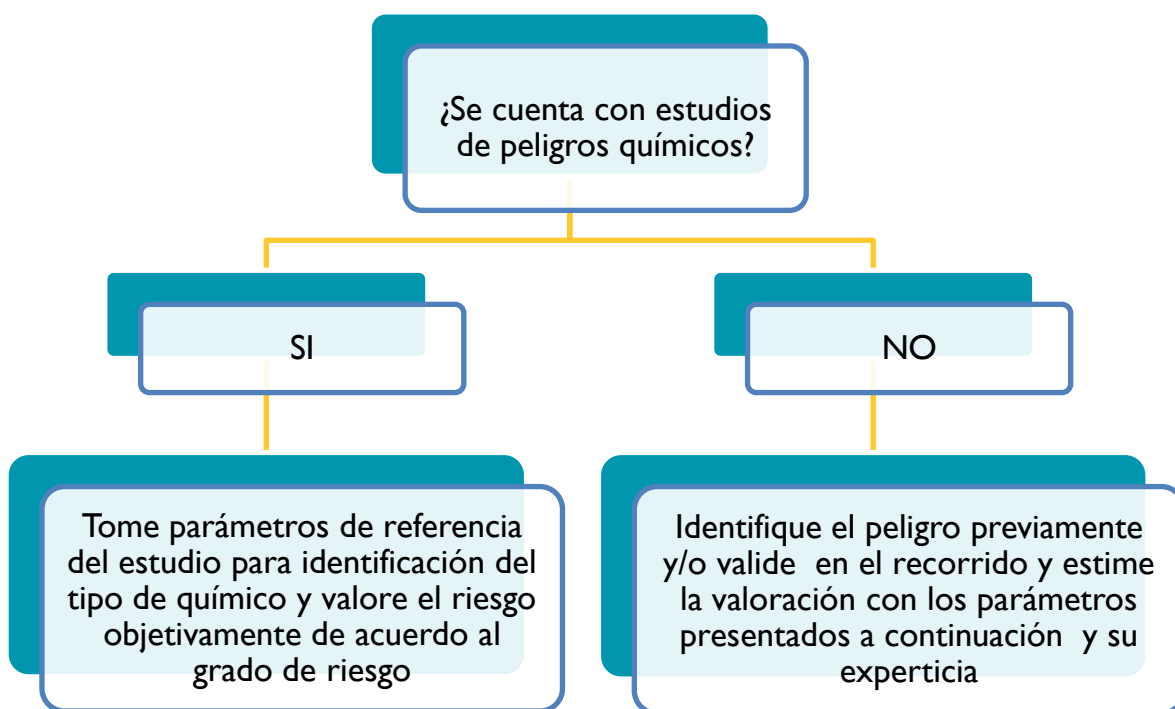 ¿Se cuenta con estudios
de peligros químicos?
SI
NO
Tome parámetros de referencia
del estudio para identificación del
tipo de químico y valore el riesgo
objetivamente de acuerdo al
grado de riesgo
Identifique el peligro previamente
y/o valide  en el recorrido y estime
la valoración con los parámetros
presentados a continuación  y su
experticia